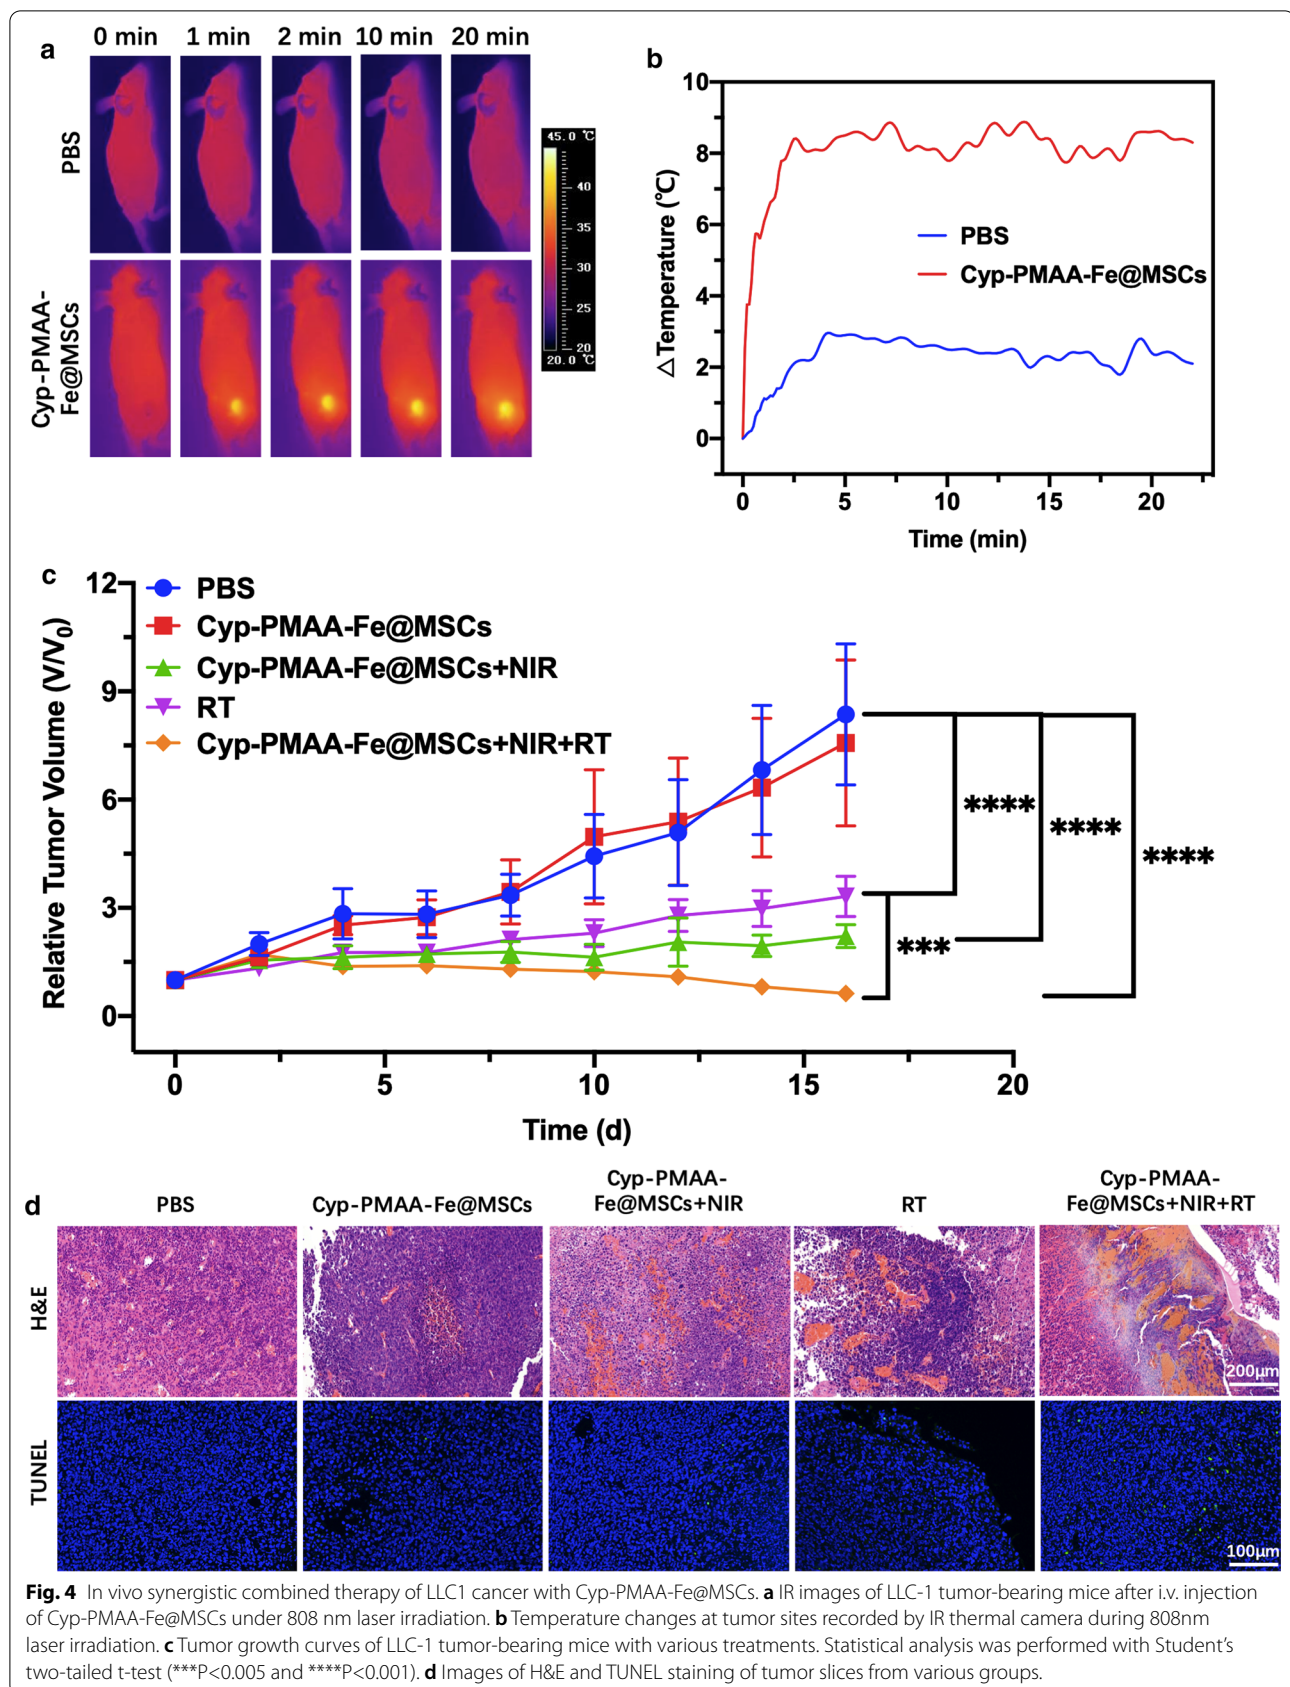 a
0 min 1 min 2 min 10 min 20 min
PBS
Cyp-PMAA-
Fe@MSCs
45.0 ℃
40
35
30
25
20
20.0 ℃
b
10
8
6
4
2
0
△Temperature (℃)
PBS
Cyp-PMAA-Fe@MSCs
0 5 10 15 20
Time (min)
c
12
9
6
3
0
Relative Tumor Volume (V/V0)
PBS
Cyp-PMAA-Fe@MSCs
Cyp-PMAA-Fe@MSCs+NIR
RT
Cyp-PMAA-Fe@MSCs+NIR+RT
****
****
****
***
0 5 10 15 20
Time (d)
d
PBS
Cyp-PMAA-Fe@MSCs
Cyp-PMAA-
Fe@MSCs+NIR
RT
Cyp-PMAA-
Fe@MSCs+NIR+RT
H&E
200μm
TUNEL
100μm
Fig. 4 In vivo synergistic combined therapy of LLC1 cancer with Cyp-PMAA-Fe@MSCs. a IR images of LLC-1 tumor-bearing mice after i.v. injection
of Cyp-PMAA-Fe@MSCs under 808 nm laser irradiation. b Temperature changes at tumor sites recorded by IR thermal camera during 808nm
laser irradiation. c Tumor growth curves of LLC-1 tumor-bearing mice with various treatments. Statistical analysis was performed with Student's
two-tailed t-test (***P<0.005 and ****P<0.001). d Images of H&E and TUNEL staining of tumor slices from various groups.